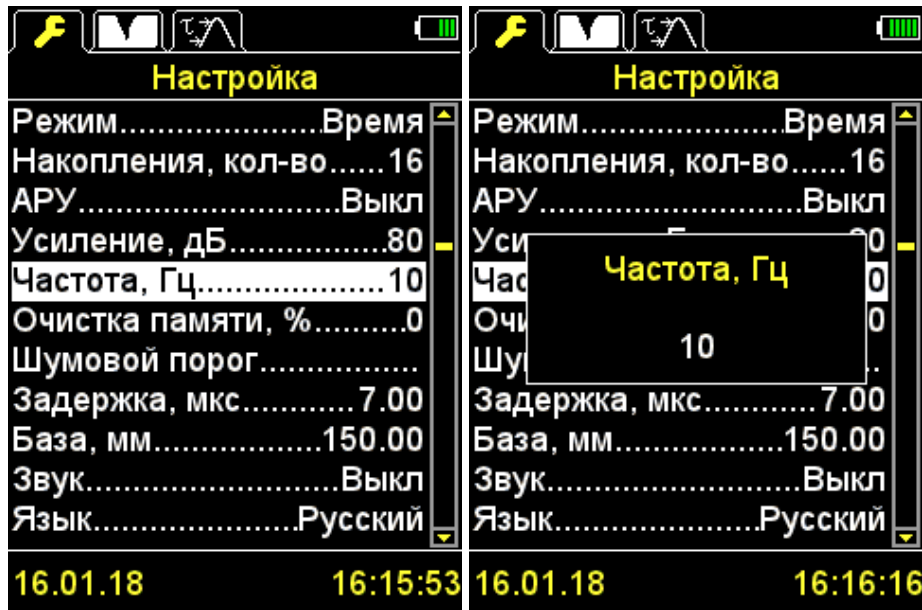 Настройка
Режим.....................Время
Накопления, кол-во......16
АРУ...........................Выкл
Усиление, дБ................80
Частота, Гц...................10
Очистка памяти, %..........0
Шумовой порог.................
Задержка, мкс............7.00
База, мм.................150.00
Звук..........................Выкл
Язык.....................Русский
16.01.18 16:15:53
Настройка
Режим.....................Время
Накопления, кол-во......16
АРУ...........................Выкл
Частота, Гц
10
Задержка, мкс............7.00
База, мм.................150.00
Звук..........................Выкл
Язык.....................Русский
16.01.18 16:16:16